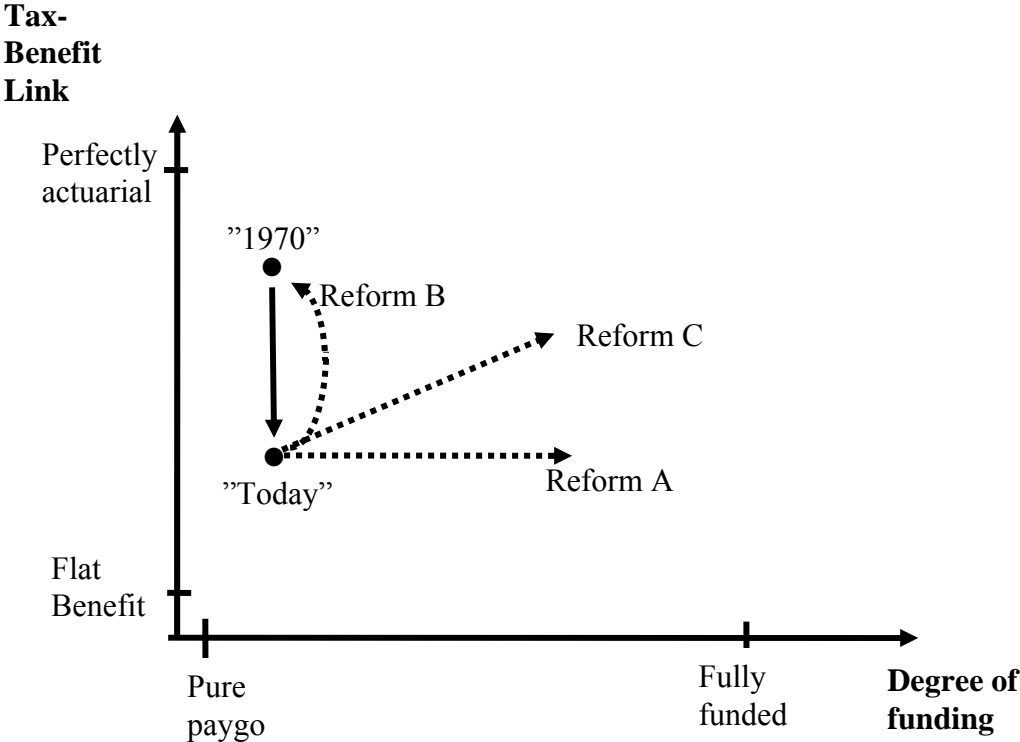 Tax-
Benefit
Link
Perfectly
actuarial
”1970”
Reform B
Reform C
Reform A
”Today”
Flat
Benefit
Pure
paygo
Fully
funded
Degree of
funding